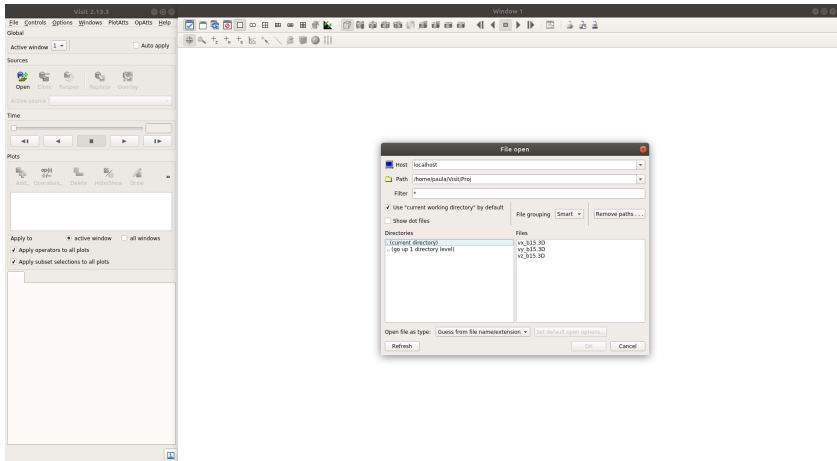 Visit 2.13.3
File Controls Options Windows PlotAtts OpAtts Help
Global
Active window 1 Auto apply
Sources
Open Close Reopen Replace Overlay
Active source
Time
Plots
Add... Operators... Delete Hide/Show Draw
Apply to active window all windows
Apply operators to all plots
Apply subset selections to all plots
Window 1
File open
Host localhost
Path /home/paula/Visit/Proj
Filter *
Use "current working directory" by default
Show dot files
File grouping Smart Remove paths . . .
Directories
. (current directory)
.. (go up 1 directory level)
Files
vx_b15.3D
vy_b15.3D
vz_b15.3D
Open file as type: Guess from file name/extension Set default open options...
Refresh OK Cancel